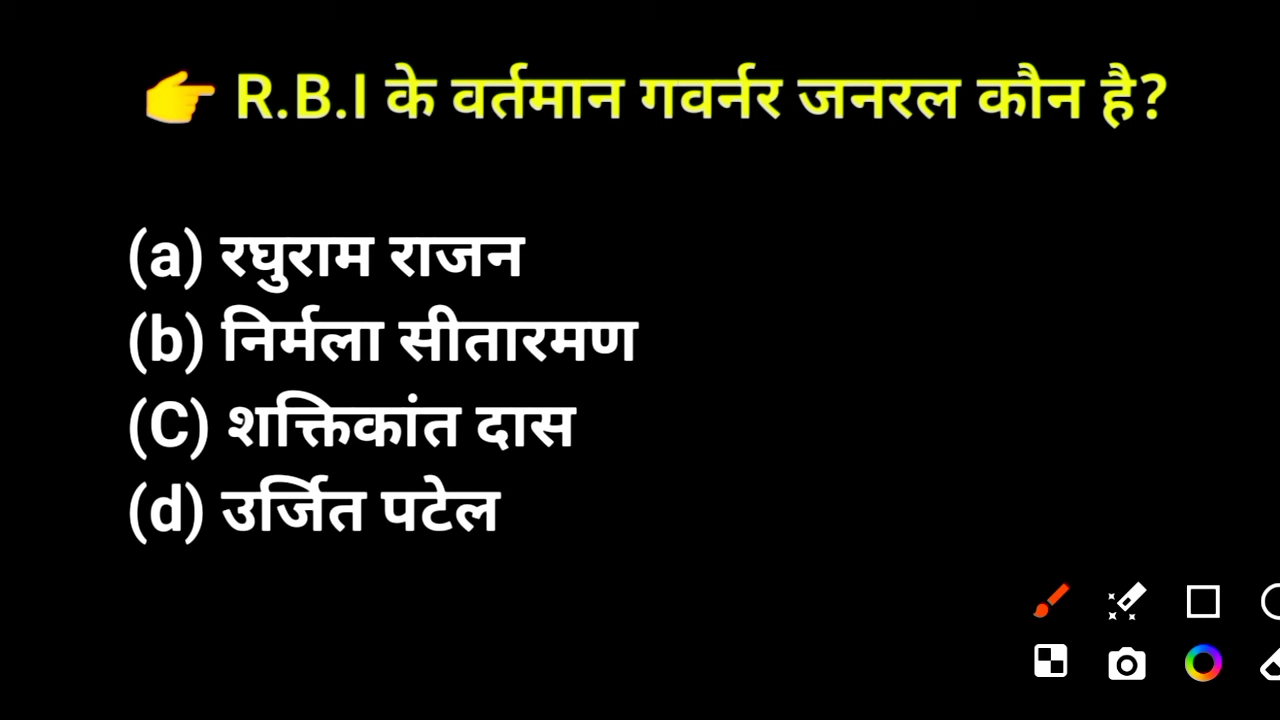 👉 R.B.I के वर्तमान गवर्नर जनरल कौन है?
(a) रघुराम राजन
(b) निर्मला सीतारमण
(C) शक्तिकांत दास
(d) उर्जित पटेल